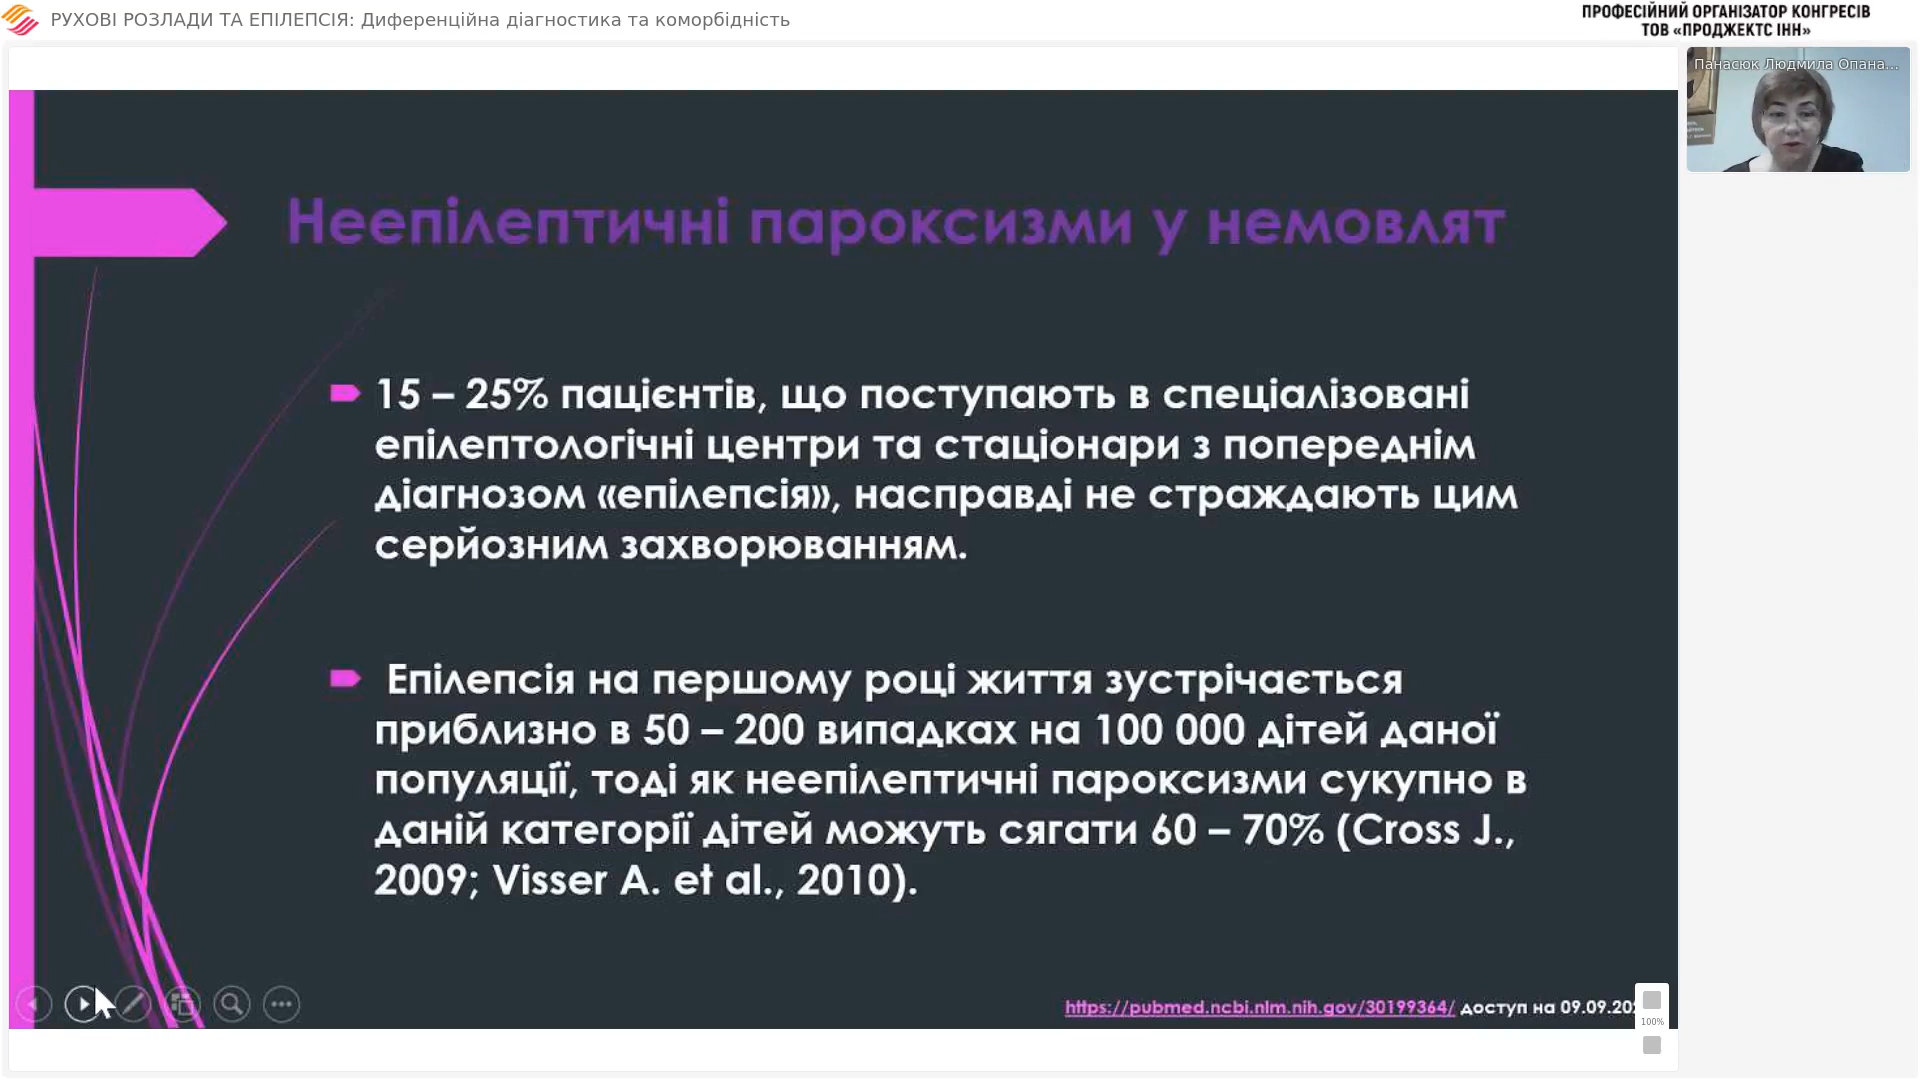 РУХОВІ РОЗЛАДИ ТА ЕПІЛЕПСІЯ: Диференційна діагностика та коморбідність
ПРОФЕСІЙНИЙ ОРГАНІЗАТОР КОНГРЕСІВ
ТОВ «ПРОДЖЕКТС ІНН»
Панасюк Людмила Опана...
Неепілептичні пароксизми у немовлят
15 – 25% пацієнтів, що поступають в спеціалізовані
епілептологічні центри та стаціонари з попереднім
діагнозом «епілепсія», насправді не страждають цим
серйозним захворюванням.
Епілепсія на першому році життя зустрічається
приблизно в 50 – 200 випадках на 100 000 дітей даної
популяції, тоді як неепілептичні пароксизми сукупно в
даній категорії дітей можуть сягати 60 – 70% (Cross J.,
2009; Visser A. et al., 2010).
https://pubmed.ncbi.nlm.nih.gov/30199364/ доступ на 09.09.202
100%